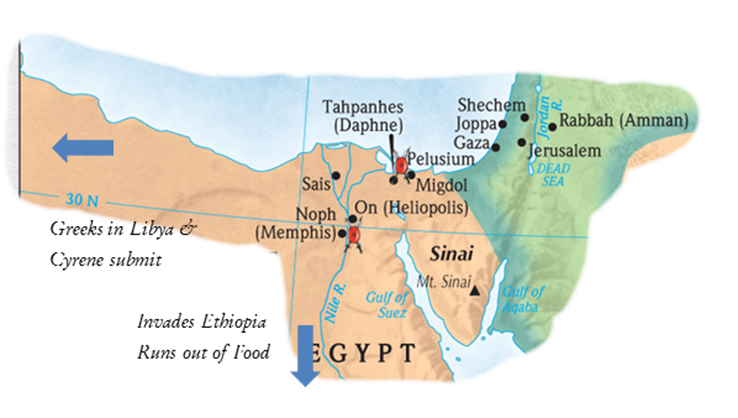 Tahpanhes
(Daphne)
Shechem
Joppa
Gaza
Jordan
R.
Rabbah (Amman)
Jerusalem
DEAD
SEA
Pelusium
Migdol
Sais
30 N
Noph
(Memphis)
On (Heliopolis)
Greeks in Libya &
Cyrene submit
Sinai
Mt. Sinai
Gulf of
Suez
Gulf of
Aqaba
Nile R.
Invades Ethiopia
Runs out of Food
EGYPT